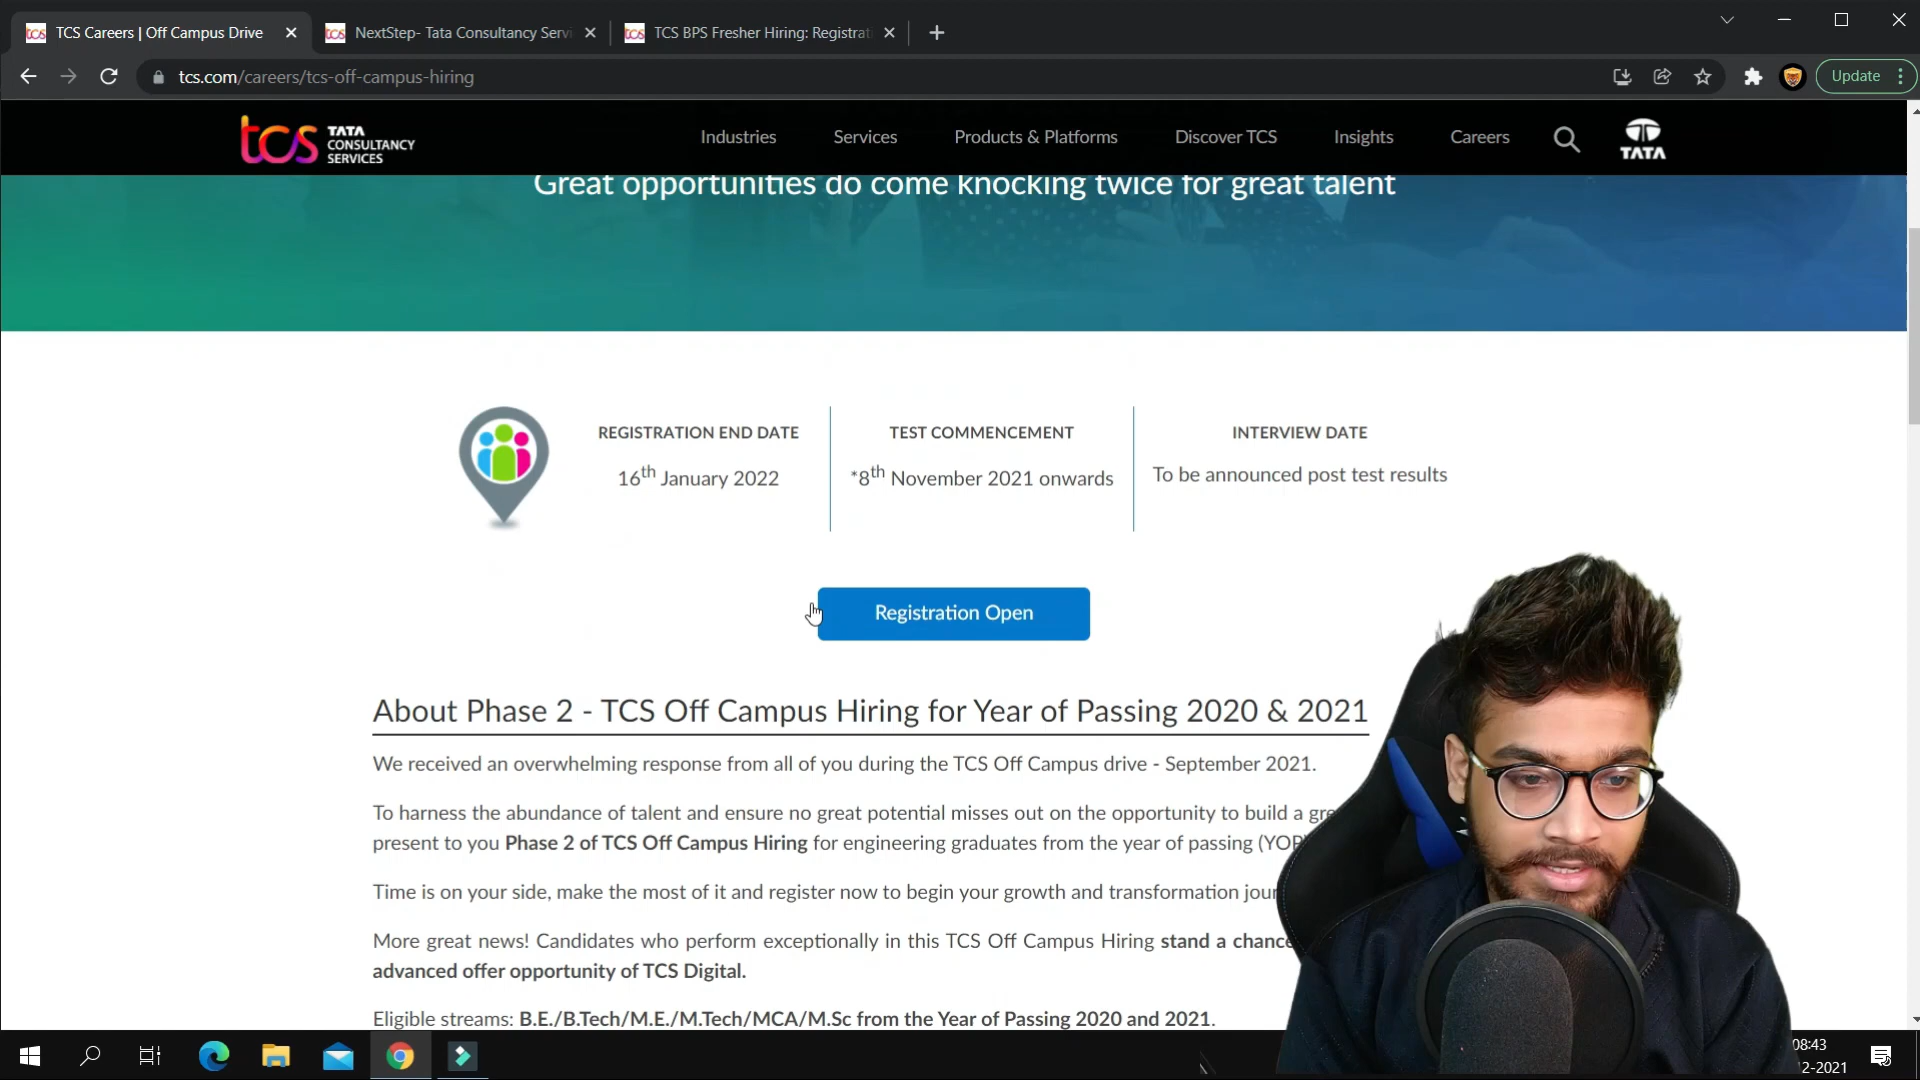 TCS Careers | Off Campus Drive
NextStep- Tata Consultancy Servi
TCS BPS Fresher Hiring: Registrat
tcs.com/careers/tcs-off-campus-hiring
Update
tcs TATA CONSULTANCY SERVICES
Industries
Services
Products & Platforms
Discover TCS
Insights
Careers
TATA
Great opportunities do come knocking twice for great talent
REGISTRATION END DATE
16th January 2022
TEST COMMENCEMENT
*8th November 2021 onwards
INTERVIEW DATE
To be announced post test results
Registration Open
About Phase 2 - TCS Off Campus Hiring for Year of Passing 2020 & 2021
We received an overwhelming response from all of you during the TCS Off Campus drive - September 2021.
To harness the abundance of talent and ensure no great potential misses out on the opportunity to build a gre
present to you Phase 2 of TCS Off Campus Hiring for engineering graduates from the year of passing (YOP
Time is on your side, make the most of it and register now to begin your growth and transformation jour
More great news! Candidates who perform exceptionally in this TCS Off Campus Hiring stand a chance
advanced offer opportunity of TCS Digital.
Eligible streams: B.E./B.Tech/M.E./M.Tech/MCA/M.Sc from the Year of Passing 2020 and 2021.
08:43
2-2021